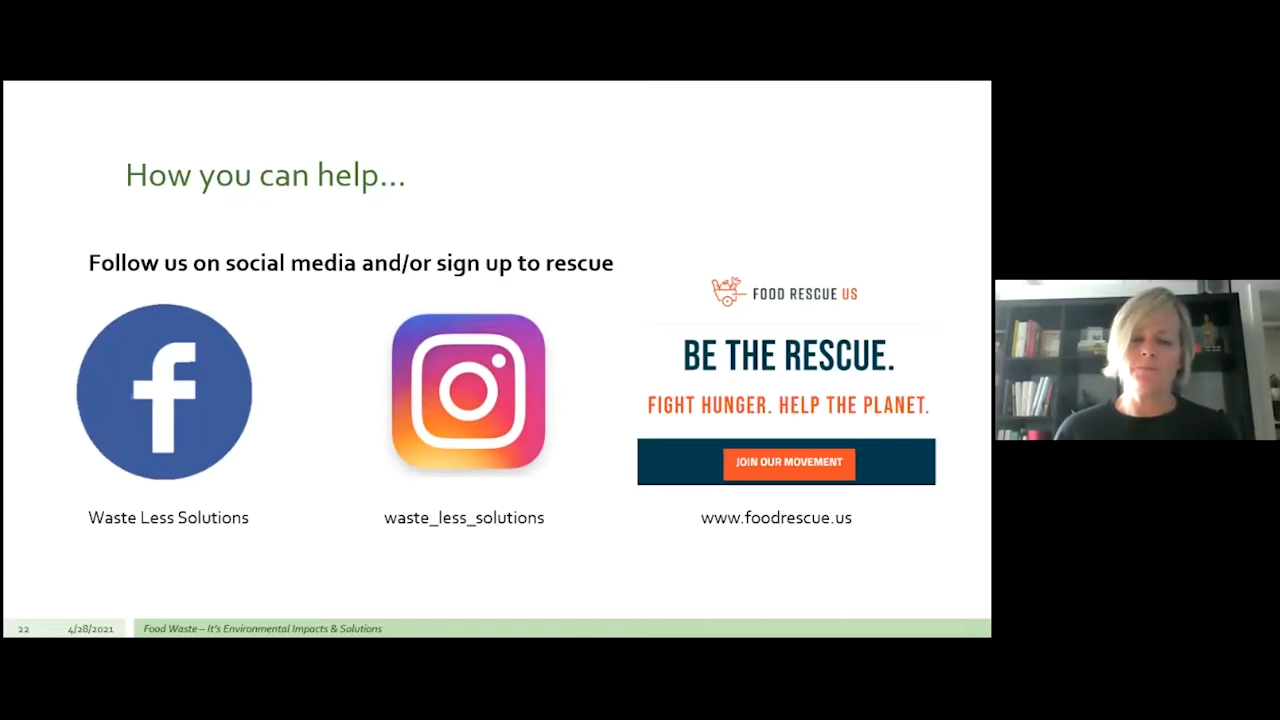 How you can help...
Follow us on social media and/or sign up to rescue
FOOD RESCUE US
BE THE RESCUE.
FIGHT HUNGER. HELP THE PLANET.
JOIN OUR MOVEMENT
Waste Less Solutions
waste_less_solutions
www.foodrescue.us
22 4/28/2021 Food Waste – It's Environmental Impacts & Solutions